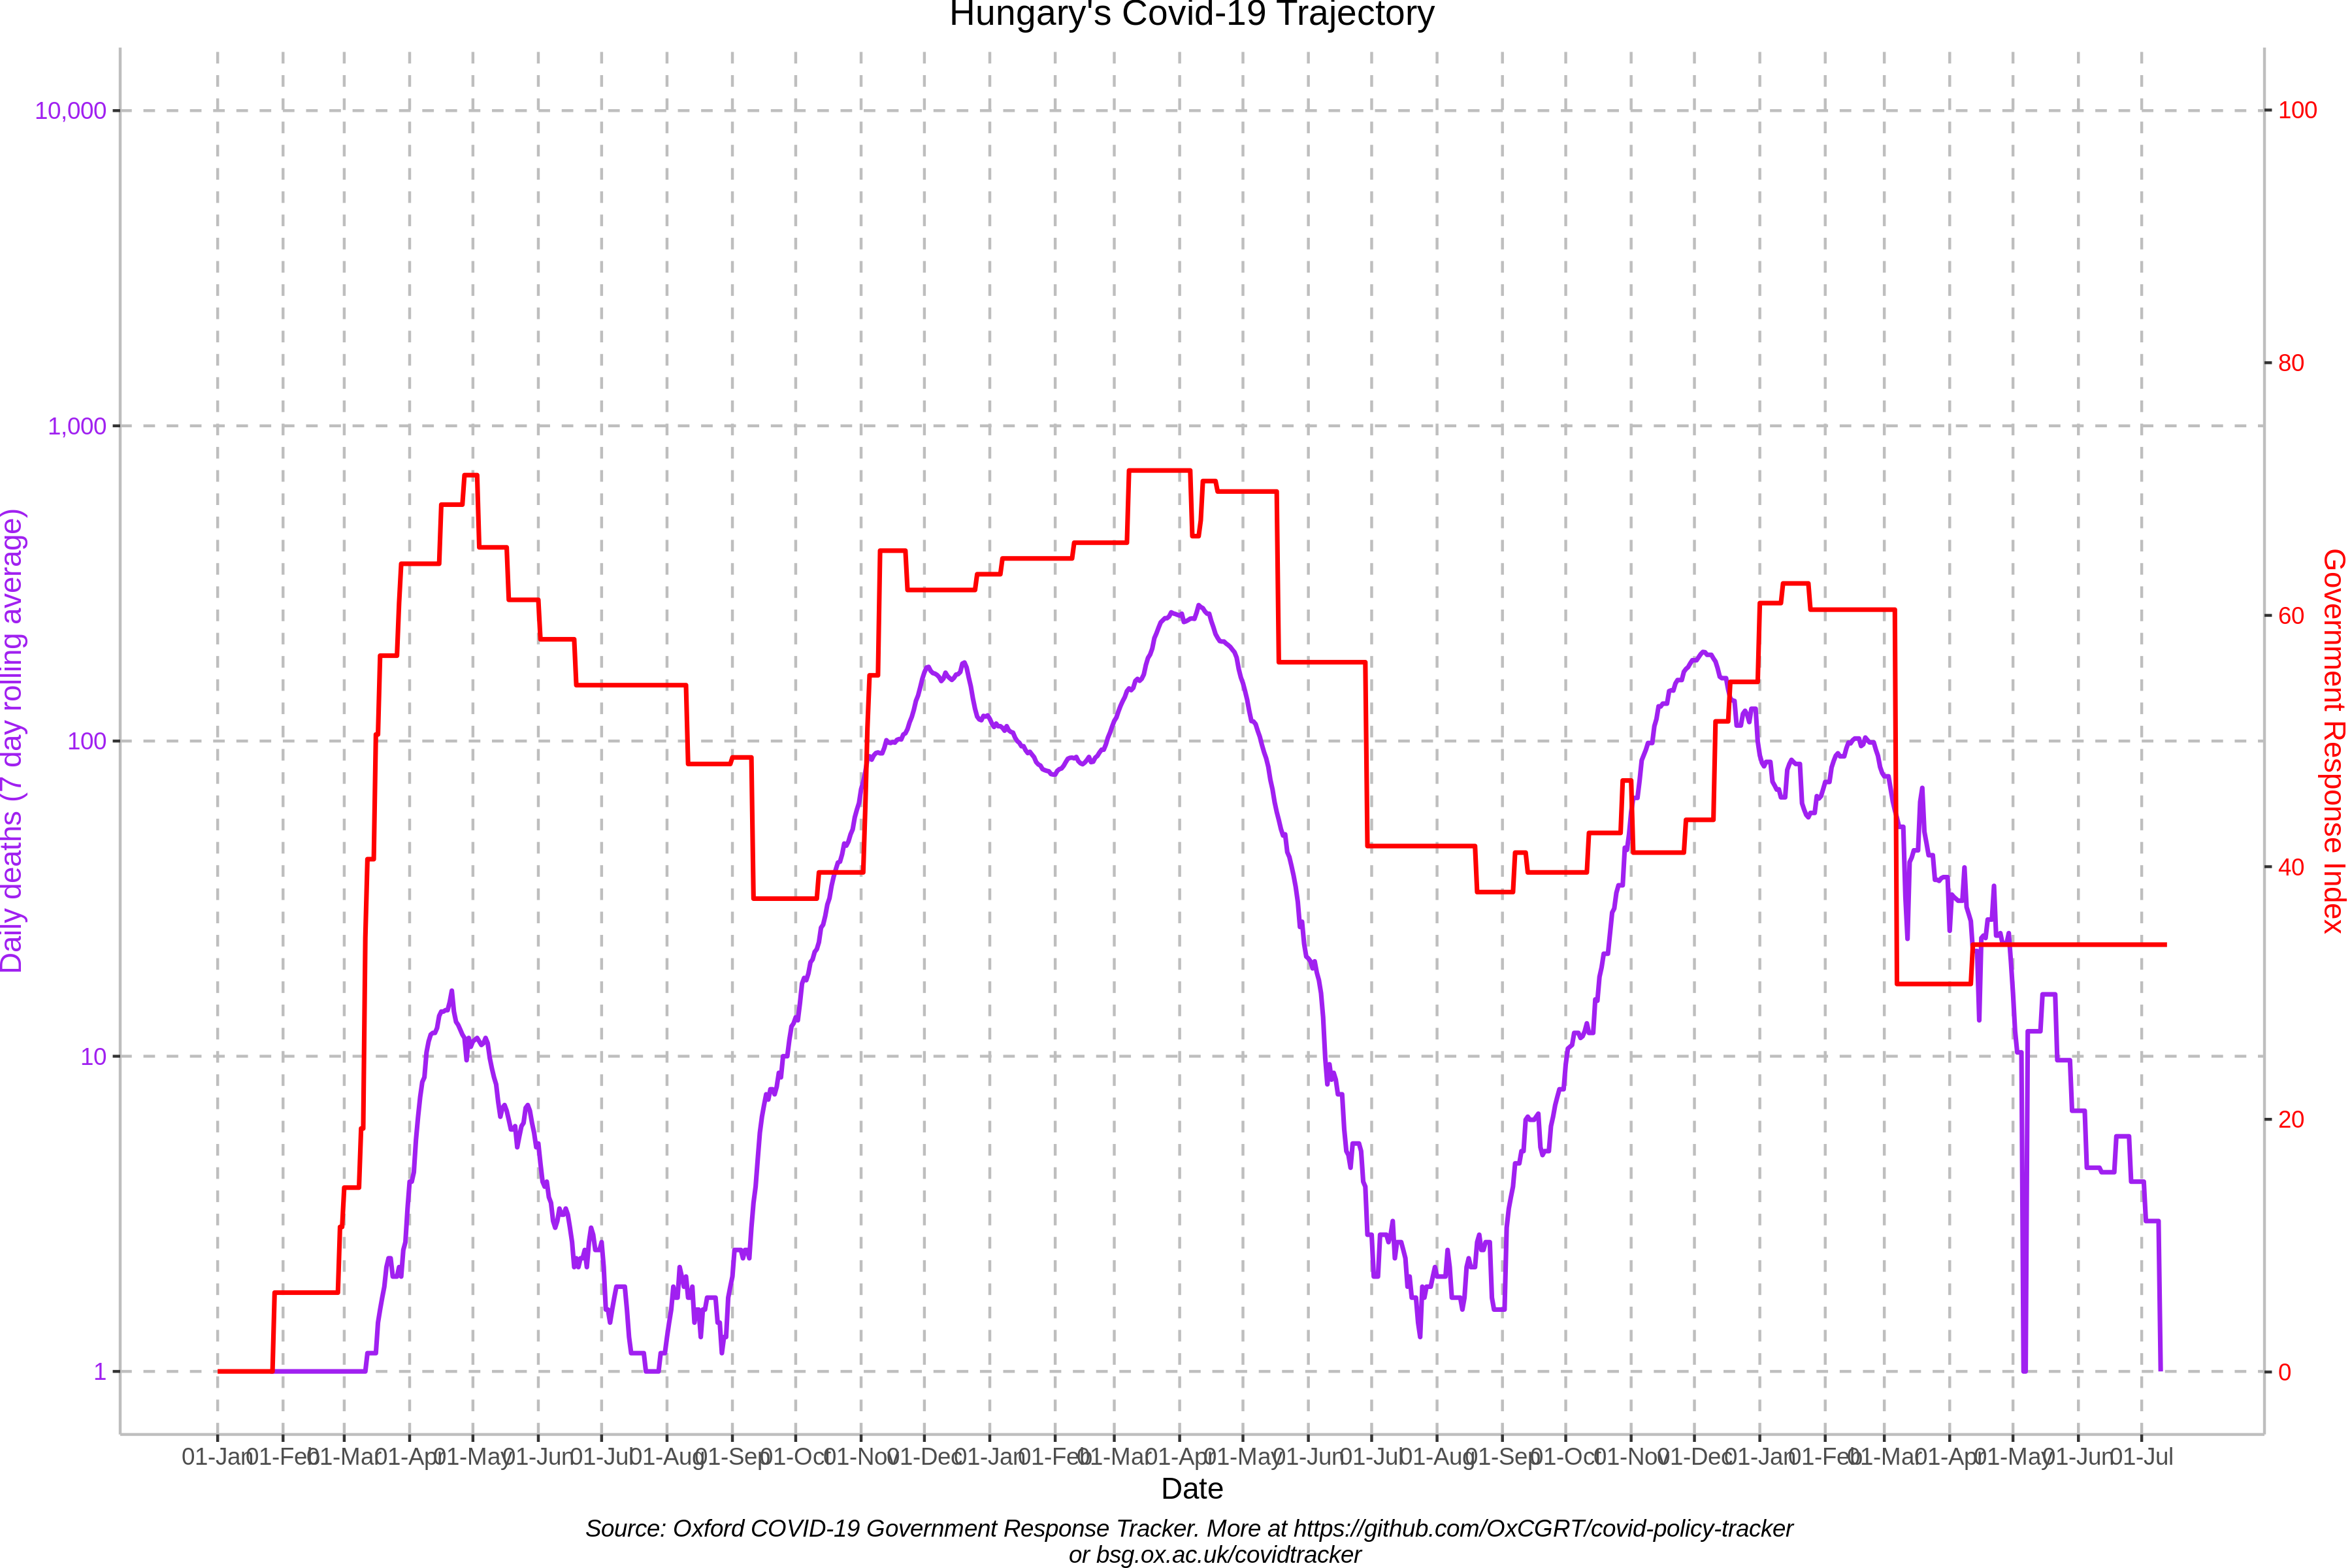 Hungary's Covid-19 Trajectory
10,000
1,000
100
10
1
Daily deaths (7 day rolling average)
100
80
60
40
20
0
Government Response Index
01-Jan 01-Feb 01-Mar 01-Apr 01-May 01-Jun 01-Jul 01-Aug 01-Sep 01-Oct 01-Nov 01-Dec 01-Jan 01-Feb 01-Mar 01-Apr 01-May 01-Jun 01-Jul 01-Aug 01-Sep 01-Oct 01-Nov 01-Dec 01-Jan 01-Feb 01-Mar 01-Apr 01-May 01-Jun 01-Jul
Date
Source: Oxford COVID-19 Government Response Tracker. More at https://github.com/OxCGRT/covid-policy-tracker
or bsg.ox.ac.uk/covidtracker